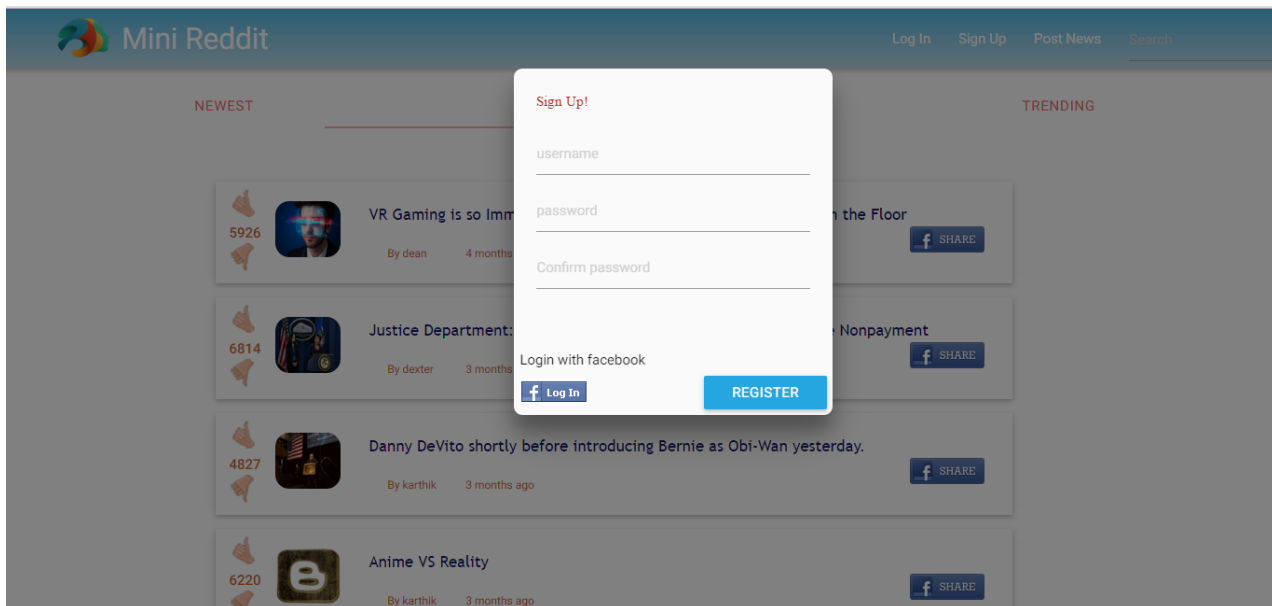 Mini Reddit
Log In Sign Up Post News Search
NEWEST TRENDING
Sign Up!
username
password
Confirm password
Login with facebook
f Log In
REGISTER
5926
VR Gaming is so Imm
the Floor
By dean 4 months
f SHARE
6814
Justice Department:
Nonpayment
By dexter 3 months
f SHARE
4827
Danny DeVito shortly before introducing Bernie as Obi-Wan yesterday.
By karthik 3 months ago
f SHARE
6220
Anime VS Reality
By karthik 3 months ago
f SHARE